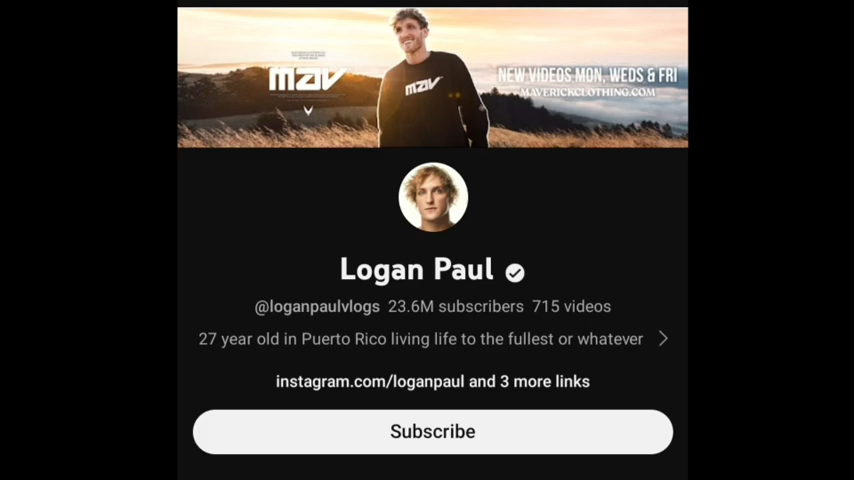 mav
NEW VIDEOS MON, WEDS & FRI
MAVERICKCLOTHING.COM
mav
Logan Paul
@loganpaulvlogs 23.6M subscribers 715 videos
27 year old in Puerto Rico living life to the fullest or whatever
instagram.com/loganpaul and 3 more links
Subscribe